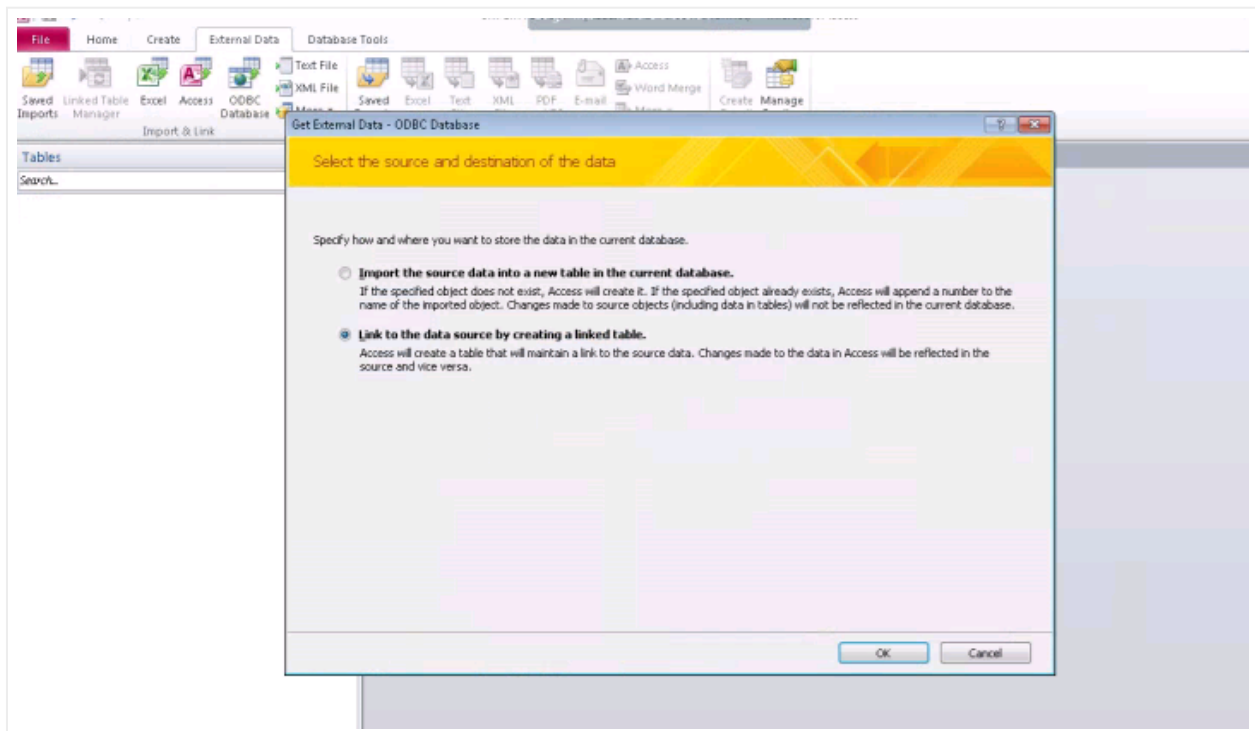 File Home Create External Data Database Tools
Text File
XML File
Access
Word Merge
Saved Imports
Linked Table Manager
Excel
Access
ODBC Database
Saved
Excel
Text
XML
PDF
E-mail
Create
Manage
Import & Link
Tables
Search..
Get External Data - ODBC Database
Select the source and destination of the data
Specify how and where you want to store the data in the current database.
Import the source data into a new table in the current database.
If the specified object does not exist, Access will create it. If the specified object already exists, Access will append a number to the
name of the imported object. Changes made to source objects (including data in tables) will not be reflected in the current database.
Link to the data source by creating a linked table.
Access will create a table that will maintain a link to the source data. Changes made to the data in Access will be reflected in the
source and vice versa.
OK Cancel